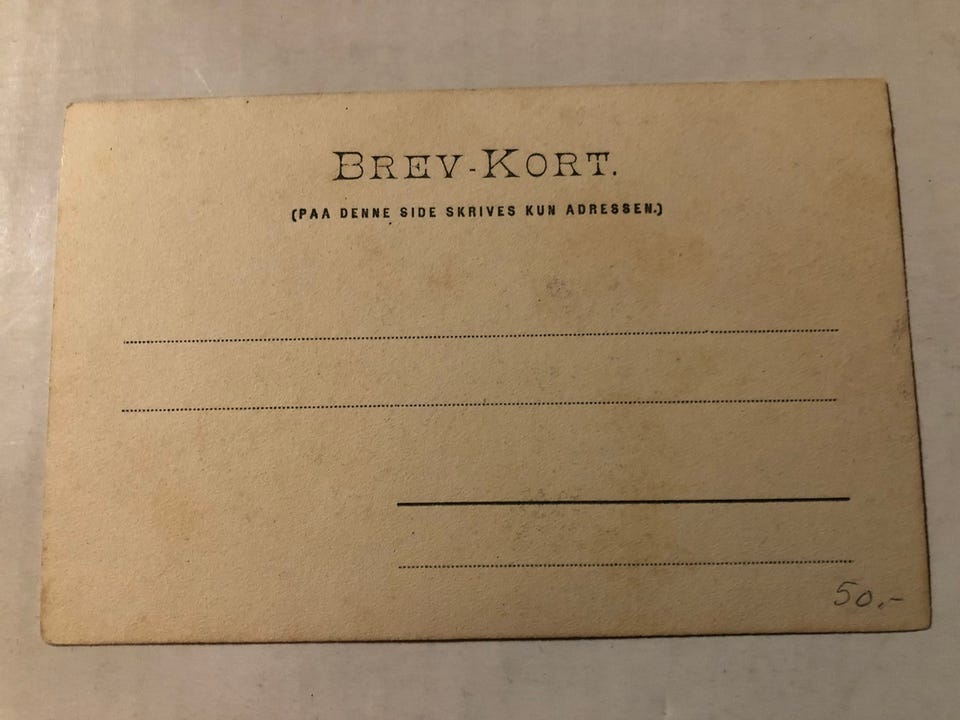 BREV-KORT.
(PAA DENNE SIDE SKRIVES KUN ADRESSEN.)
50.-